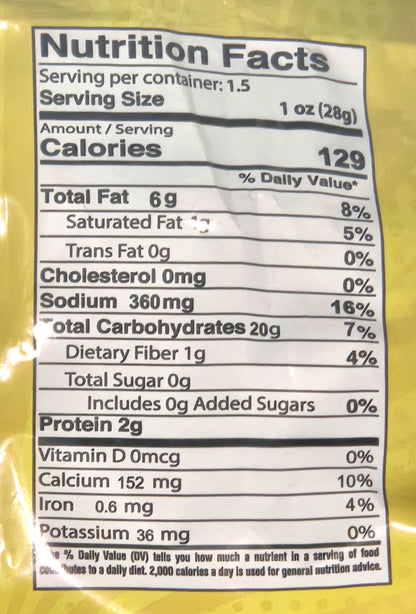 Nutrition Facts
Serving per container: 1.5
Serving Size 1 oz (28g)
Amount / Serving
Calories 129
% Daily Value*
Total Fat 6g 8%
Saturated Fat 1g 5%
Trans Fat 0g 0%
Cholesterol 0mg 0%
Sodium 360mg 16%
Total Carbohydrates 20g 7%
Dietary Fiber 1g 4%
Total Sugar 0g
Includes 0g Added Sugars 0%
Protein 2g
Vitamin D 0mcg 0%
Calcium 152 mg 10%
Iron 0.6 mg 4%
Potassium 36 mg 0%
% Daily Value (DV) tells you how much a nutrient in a serving of food
contributes to a daily diet. 2,000 calories a day is used for general nutrition advice.